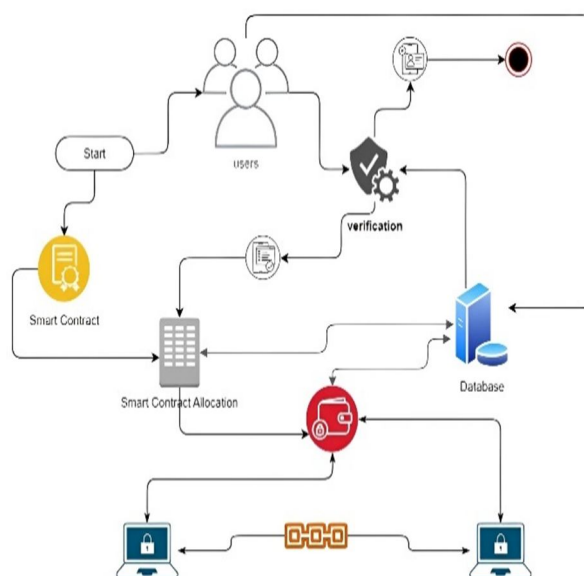 users
Start
verification
Smart Contract
Smart Contract Allocation
Database